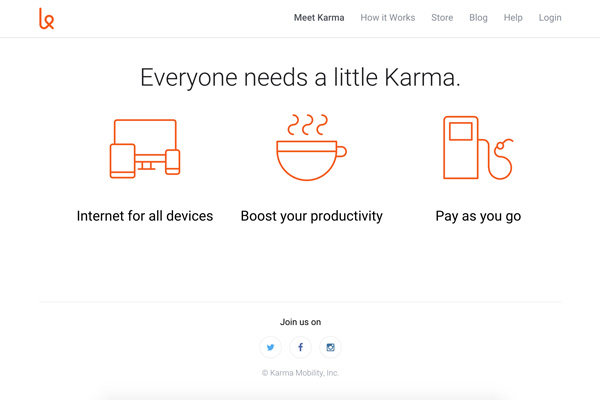 Meet Karma How it Works Store Blog Help Login
Everyone needs a little Karma.
Internet for all devices Boost your productivity Pay as you go
Join us on
© Karma Mobility, Inc.